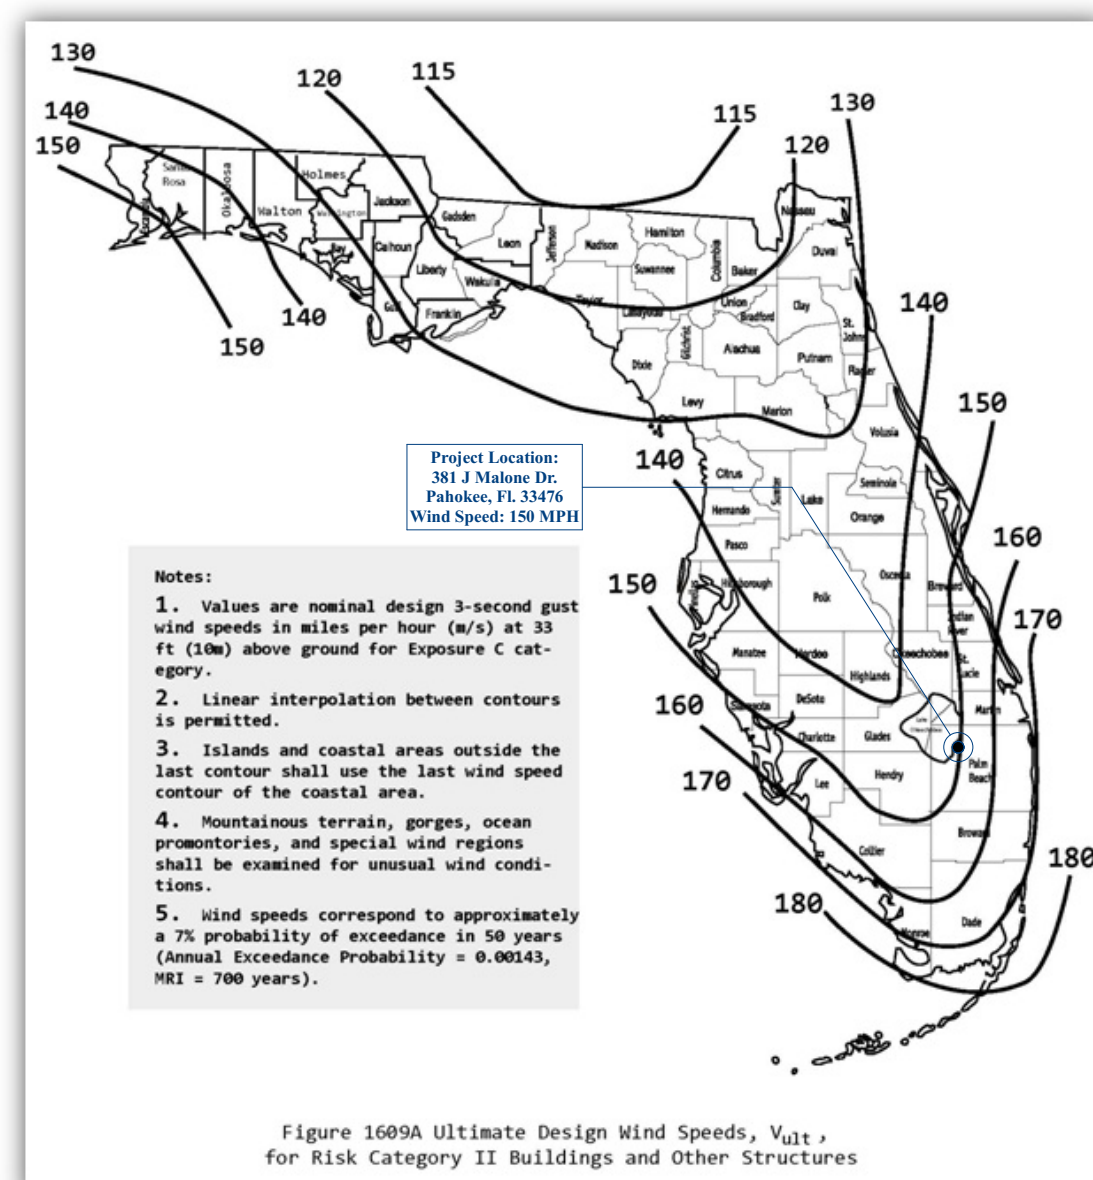 130
120
115
140
150
115
130
120
Santa
Rosa
Okaloosa
Holmes
Walton
Washington
Jackson
Gadsden
Leon
Jefferson
Madison
Hamilton
Columbia
Nassau
Duval
Baker
Bay
Calhoun
Liberty
Wakulla
Suwannee
Taylor
Lafayette
Union
Bradford
Clay
St.
Johns
Gulf
Franklin
140
150
140
Dixie
Gilchrist
Alachua
Putnam
Flagler
Levy
Marion
Volusia
150
Project Location:
381 J Malone Dr.
Pahokee, Fl. 33476
Wind Speed: 150 MPH
140
Citrus
Sumter
Lake
Seminole
Hernando
Orange
Pasco
160
Hillsborough
Polk
Osceola
Brevard
Indian
River
150
170
Manatee
Hardee
Highlands
Okeechobee
St.
Lucie
160
Sarasota
DeSoto
Martin
Charlotte
Glades
Palm
Beach
170
Lee
Hendry
Collier
Broward
180
180
Dade
Monroe
Notes:
1. Values are nominal design 3-second gust
wind speeds in miles per hour (m/s) at 33
ft (10m) above ground for Exposure C cat-
egory.
2. Linear interpolation between contours
is permitted.
3. Islands and coastal areas outside the
last contour shall use the last wind speed
contour of the coastal area.
4. Mountainous terrain, gorges, ocean
promontories, and special wind regions
shall be examined for unusual wind condi-
tions.
5. Wind speeds correspond to approximately
a 7% probability of exceedance in 50 years
(Annual Exceedance Probability = 0.00143,
MRI = 700 years).
Figure 1609A Ultimate Design Wind Speeds, Vult ,
for Risk Category II Buildings and Other Structures